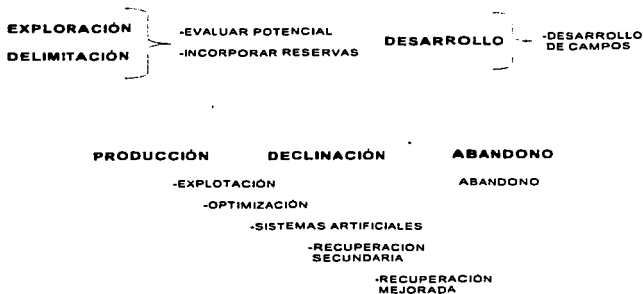 EXPLORACIÓN
DELIMITACIÓN
-EVALUAR POTENCIAL
-INCORPORAR RESERVAS
DESARROLLO
-DESARROLLO
DE CAMPOS
PRODUCCIÓN DECLINACIÓN ABANDONO
-EXPLOTACIÓN ABANDONO
-OPTIMIZACIÓN
-SISTEMAS ARTIFICIALES
-RECUPERACIÓN
SECUNDARIA
-RECUPERACIÓN
MEJORADA